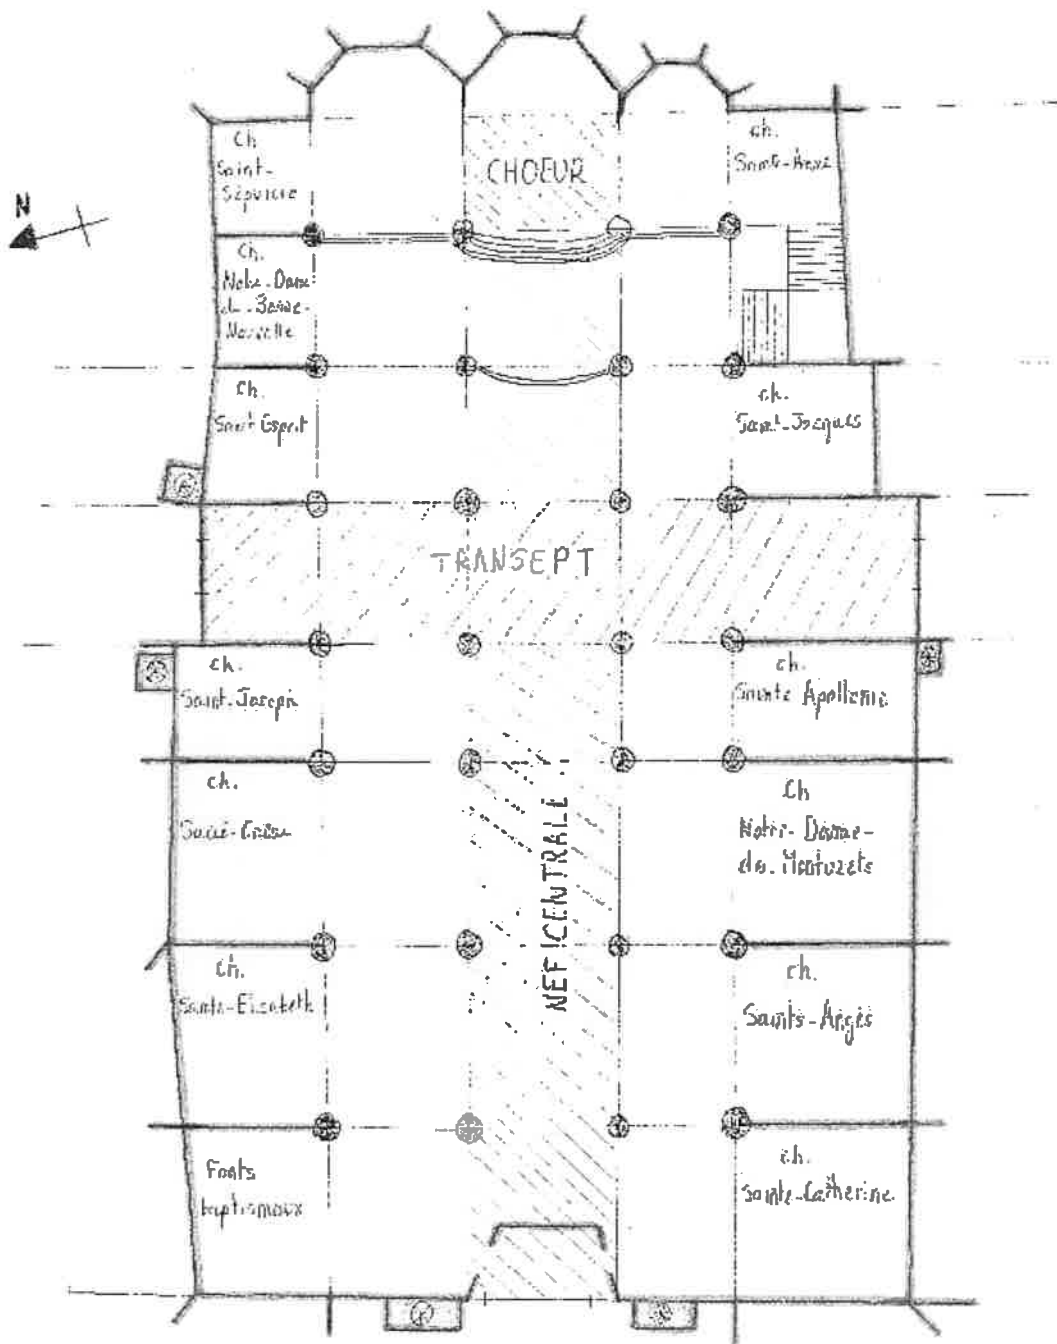 N
Ch
Saint-
Sépulcre
CHOEUR
ch.
Sainte-Anne
Ch.
Notre-Dame
de-Bonne-
Nouvelle
Ch.
Saint Esprit
ch.
Saint-Jacques
TRANSEPT
ch.
Saint-Joseph
ch.
Sainte Apollonie
ch.
Sacré-Cœur
Ch
Notre-Dame-
de-Montuzets
NEF CENTRALE
ch.
Sainte-Elisabeth
ch.
Saints-Anges
Fonts
baptismaux
ch.
Sainte-Catherine